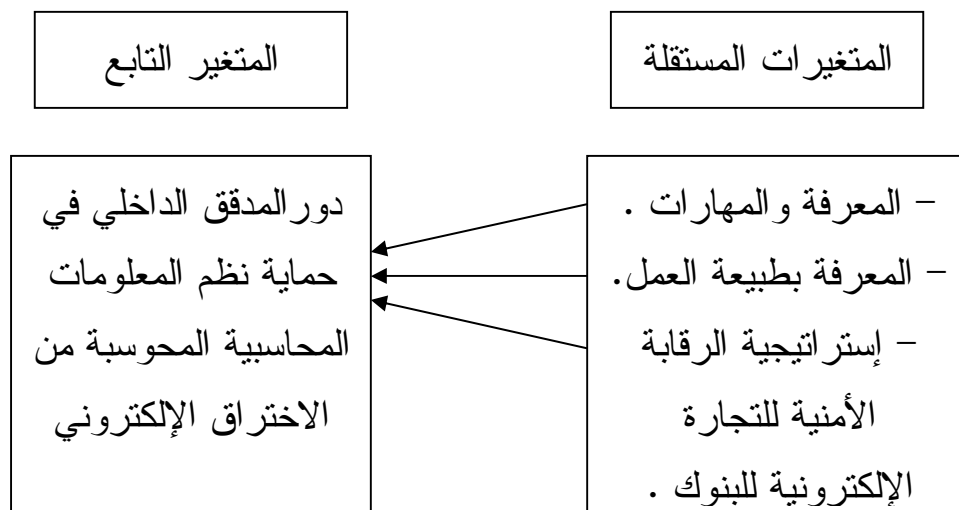 المتغيرات المستقلة
المتغير التابع
– المعرفة والمهارات .
– المعرفة بطبيعة العمل.
– إستراتيجية الرقابة
الأمنية للتجارة
الإلكترونية للبنوك .
دورالمدقق الداخلي في
حماية نظم المعلومات
المحاسبية المحوسبة من
الاختراق الإلكتروني